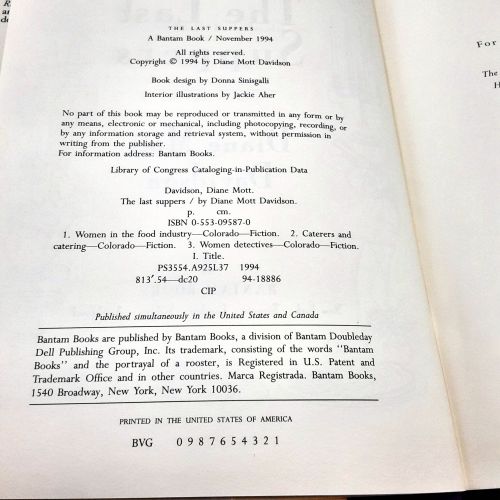 THE LAST SUPPERS
A Bantam Book / November 1994
All rights reserved.
Copyright © 1994 by Diane Mott Davidson
Book design by Donna Sinisgalli
Interior illustrations by Jackie Aher
No part of this book may be reproduced or transmitted in any form or by
any means, electronic or mechanical, including photocopying, recording, or
by any information storage and retrieval system, without permission in
writing from the publisher.
For information address: Bantam Books.
Library of Congress Cataloging-in-Publication Data
Davidson, Diane Mott.
The last suppers / by Diane Mott Davidson.
p. cm.
ISBN 0-553-09587-0
1. Women in the food industry—Colorado—Fiction. 2. Caterers and
catering—Colorado—Fiction. 3. Women detectives—Colorado—Fiction.
I. Title.
PS3554.A925L37 1994
813′.54—dc20 94-18886
CIP
Published simultaneously in the United States and Canada
Bantam Books are published by Bantam Books, a division of Bantam Doubleday
Dell Publishing Group, Inc. Its trademark, consisting of the words "Bantam
Books" and the portrayal of a rooster, is Registered in U.S. Patent and
Trademark Office and in other countries. Marca Registrada. Bantam Books,
1540 Broadway, New York, New York 10036.
PRINTED IN THE UNITED STATES OF AMERICA
BVG 0 9 8 7 6 5 4 3 2 1
For
The
H